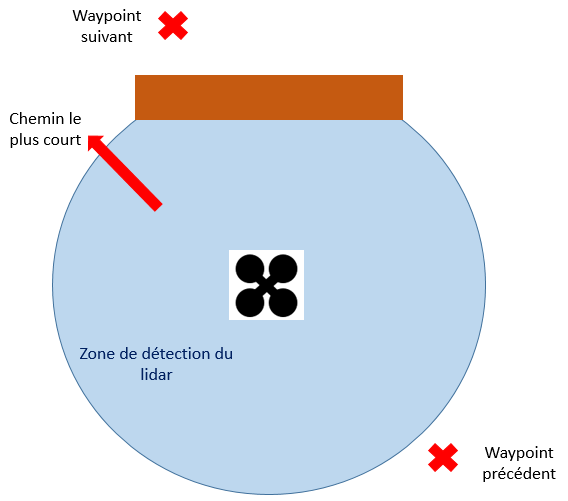 Waypoint
suivant
Chemin le
plus court
Zone de détection du
lidar
Waypoint
précédent